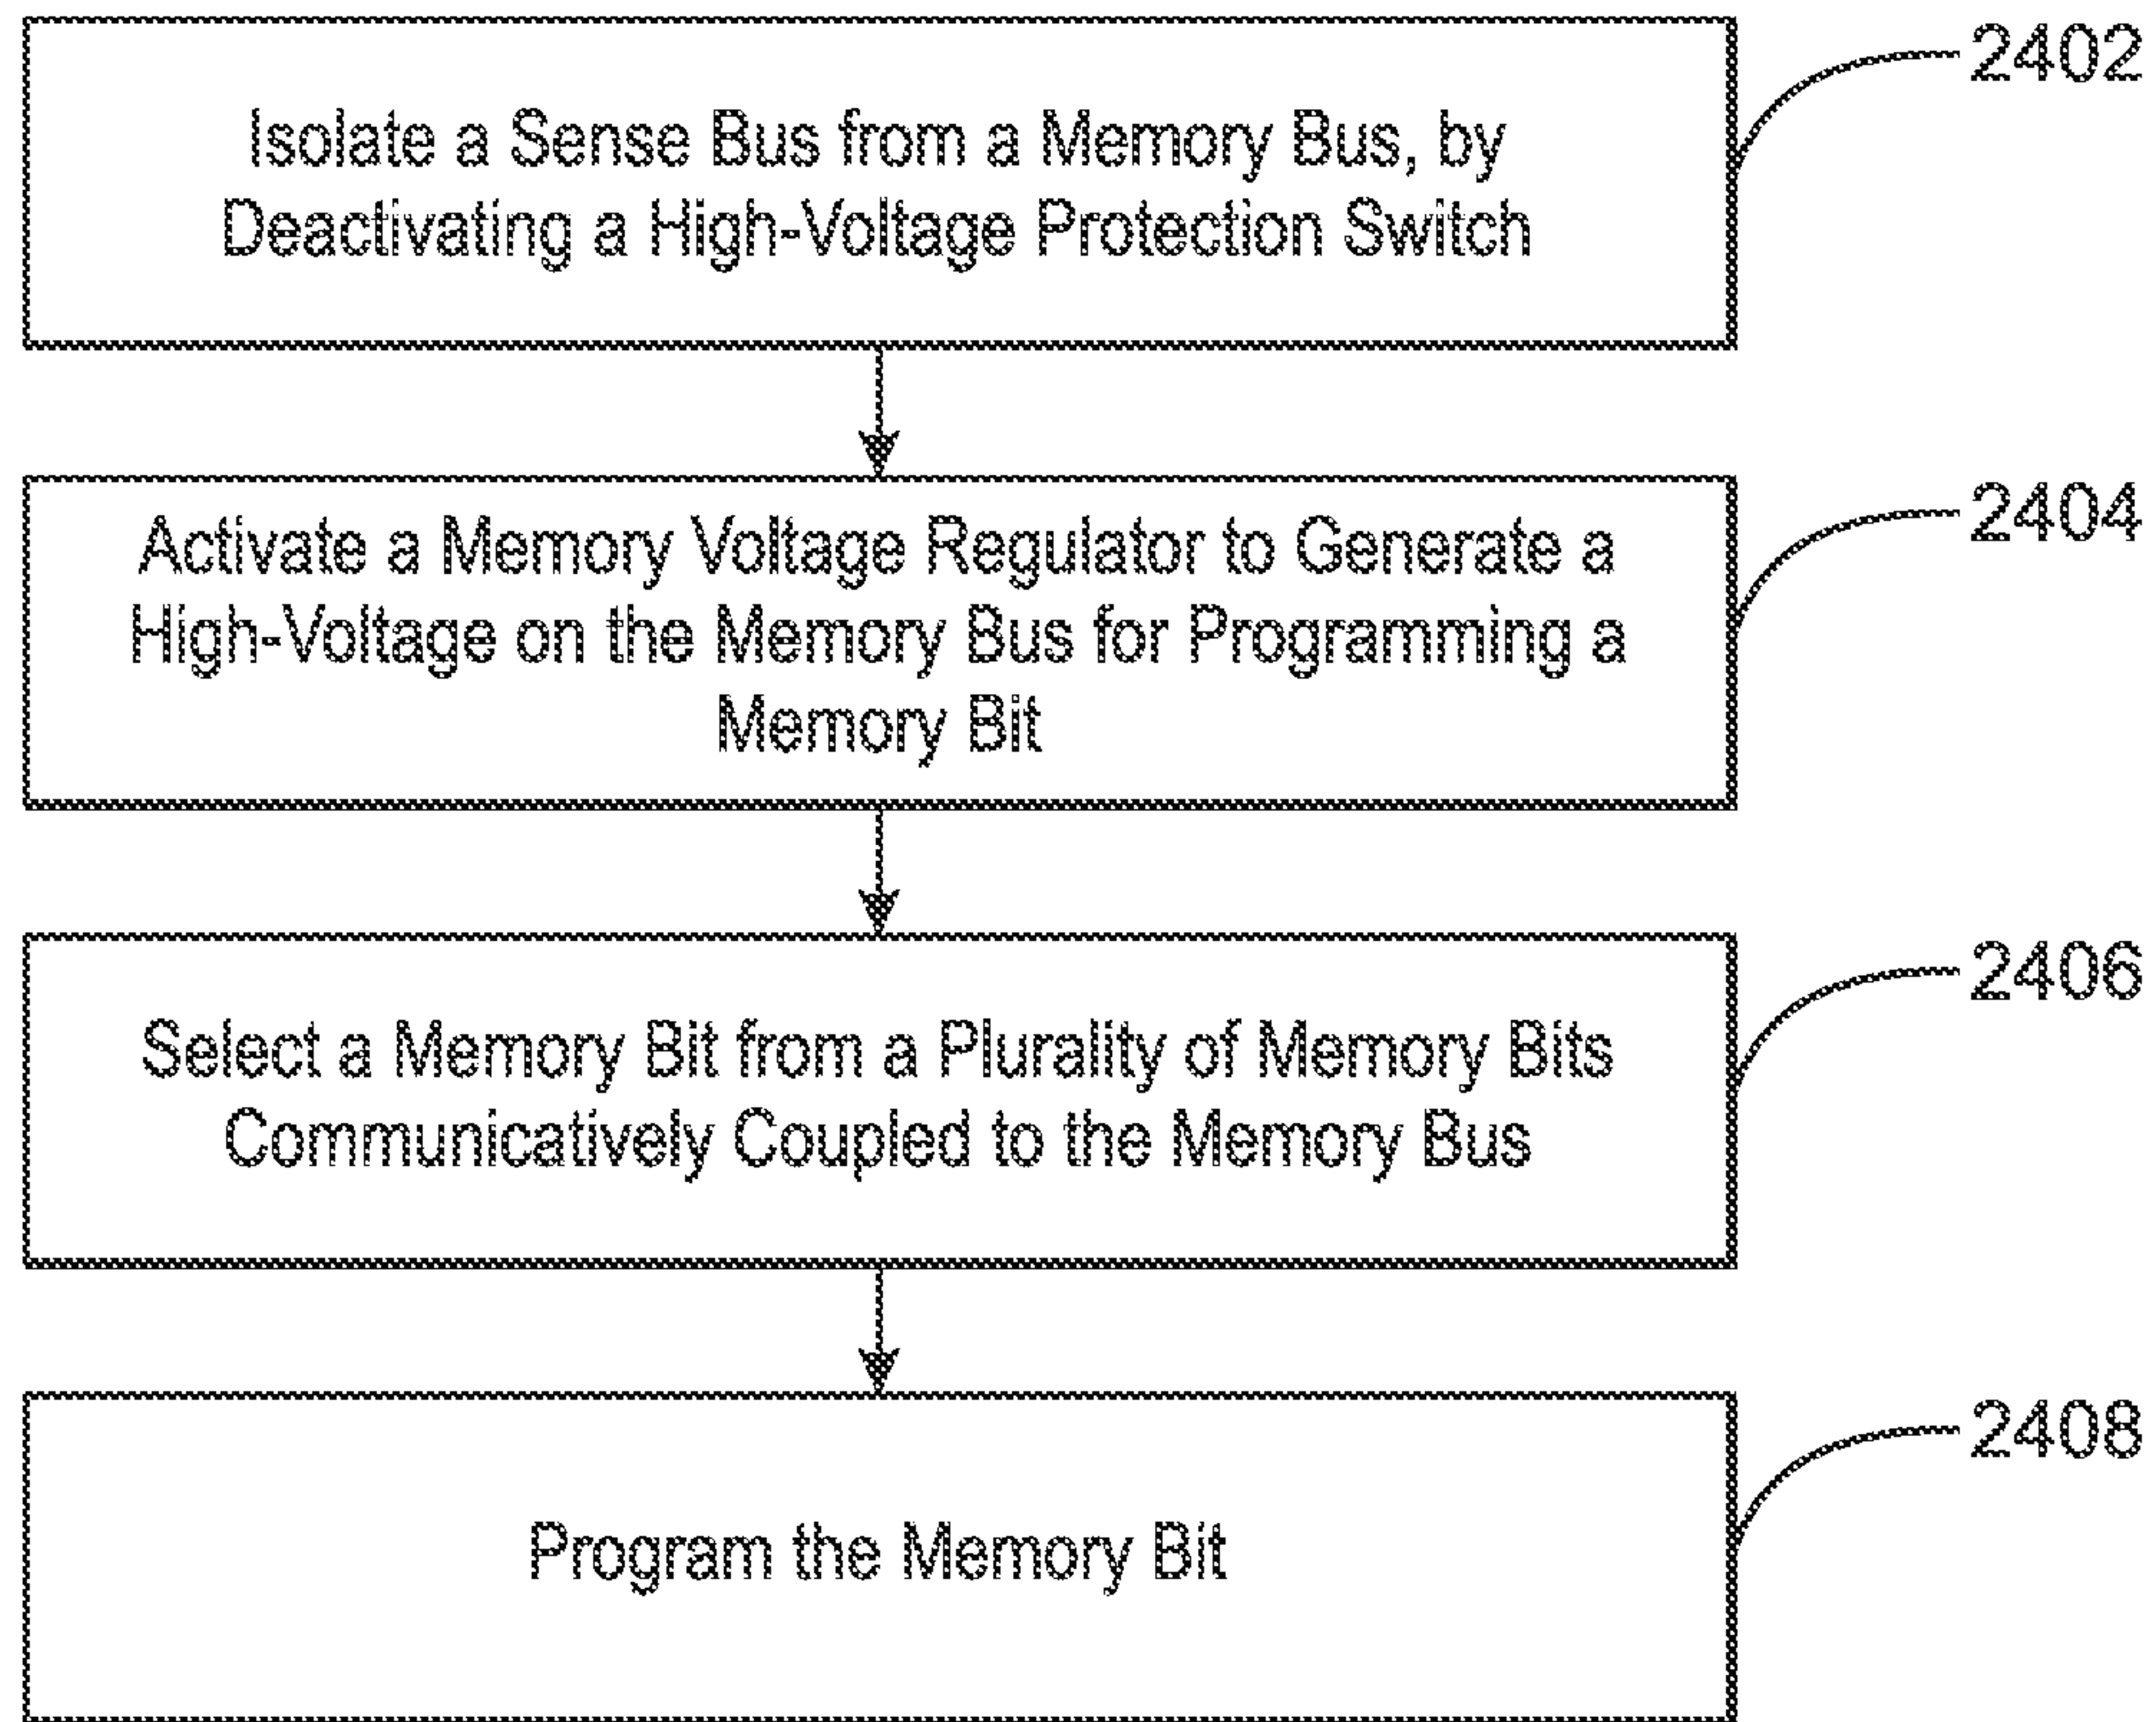 2402
Isolate a Sense Bus from a Memory Bus, by
Deactivating a High-Voltage Protection Switch
2404
Activate a Memory Voltage Regulator to Generate a
High-Voltage on the Memory Bus for Programming a
Memory Bit
2406
Select a Memory Bit from a Plurality of Memory Bits
Communicatively Coupled to the Memory Bus
2408
Program the Memory Bit